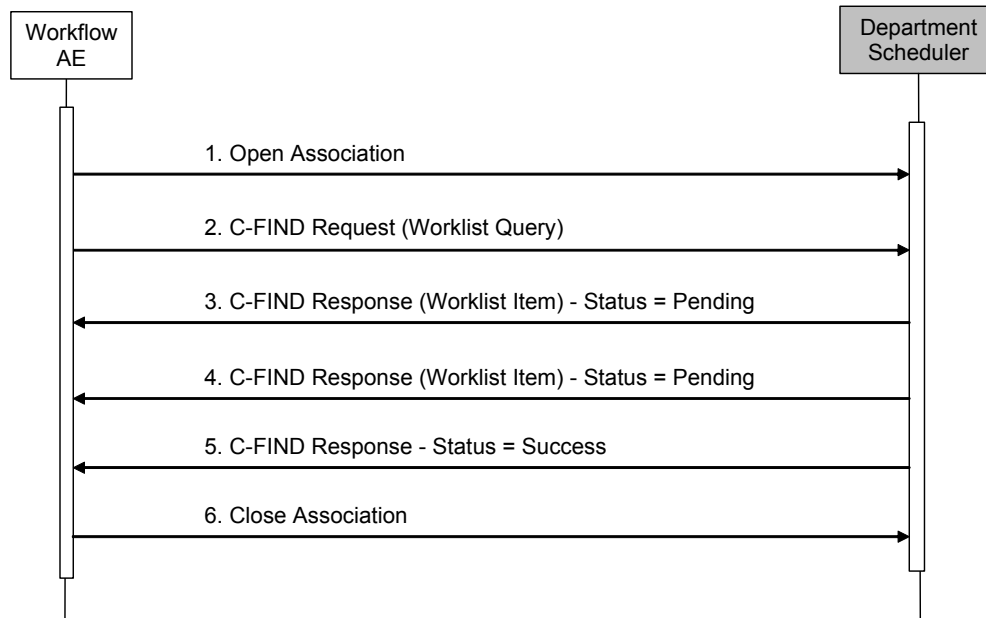 Workflow
AE
Department
Scheduler
1. Open Association
2. C-FIND Request (Worklist Query)
3. C-FIND Response (Worklist Item) - Status = Pending
4. C-FIND Response (Worklist Item) - Status = Pending
5. C-FIND Response - Status = Success
6. Close Association